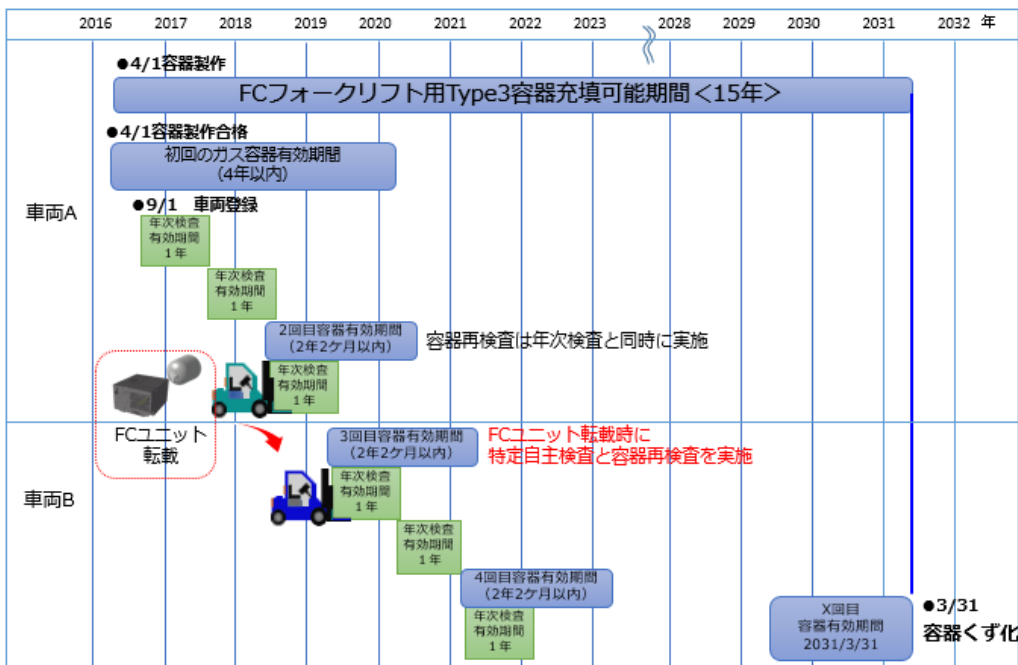 2016 2017 2018 2019 2020 2021 2022 2023 2028 2029 2030 2031 2032 年
●4/1容器製作
FCフォークリフト用Type3容器充填可能期間<15年>
●4/1容器製作合格
初回のガス容器有効期間
(4年以内)
車両A
●9/1 車両登録
年次検査
有効期間
1年
年次検査
有効期間
1年
2回目容器有効期間
(2年2ケ月以内)
容器再検査は年次検査と同時に実施
年次検査
有効期間
1年
FCユニット
転載
3回目容器有効期間
(2年2ケ月以内)
FCユニット転載時に
特定自主検査と容器再検査を実施
車両B
年次検査
有効期間
1年
年次検査
有効期間
1年
4回目容器有効期間
(2年2ケ月以内)
年次検査
有効期間
1年
X回目
容器有効期間
2031/3/31
●3/31
容器くず化